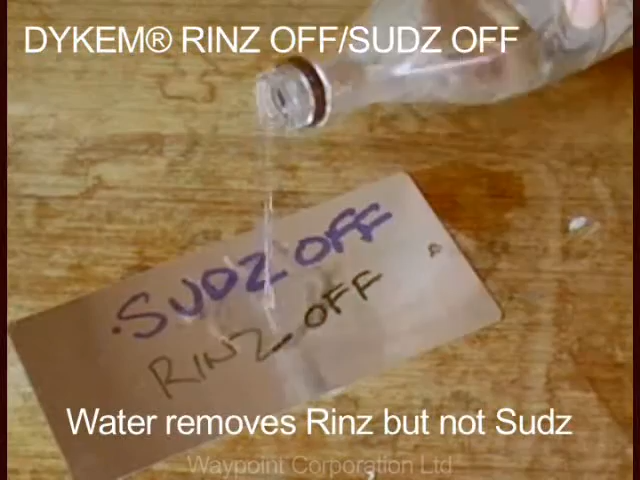 DYKEM® RINZ OFF/SUDZ OFF
SUDZ OFF
RINZ OFF
Water removes Rinz but not Sudz
Waypoint Corporation Ltd